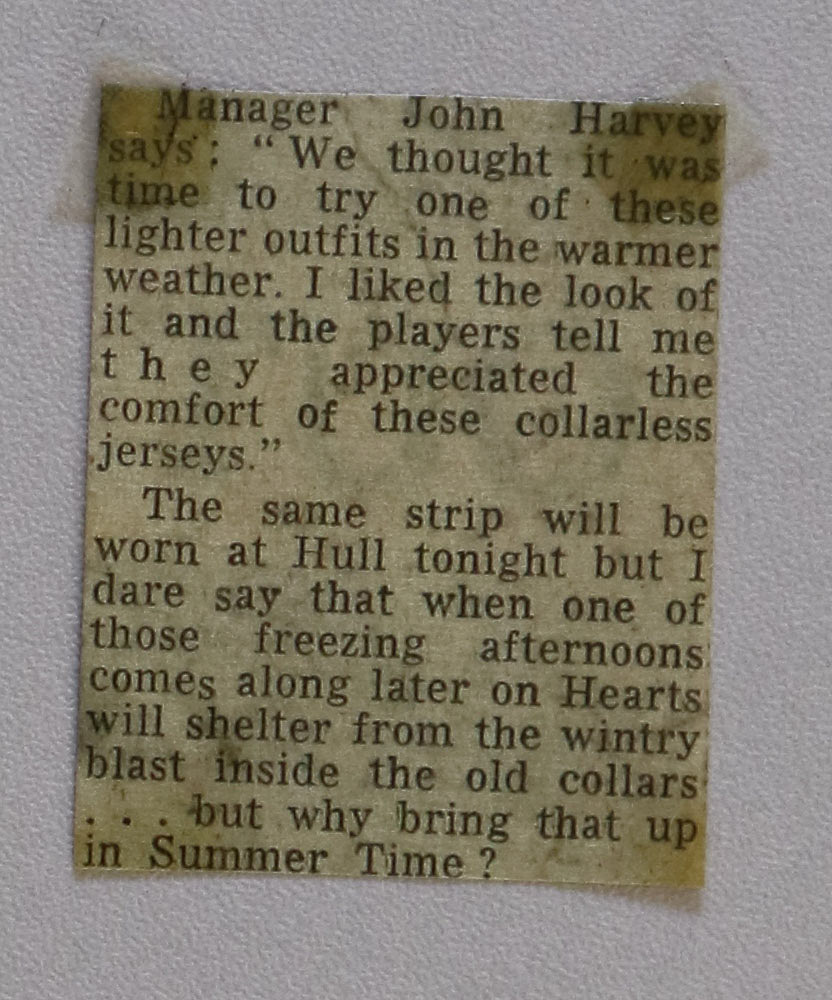 Manager John Harvey
says: "We thought it was
time to try one of these
lighter outfits in the warmer
weather. I liked the look of
it and the players tell me
they appreciated the
comfort of these collarless
jerseys."
The same strip will be
worn at Hull tonight but I
dare say that when one of
those freezing afternoons
comes along later on Hearts
will shelter from the wintry
blast inside the old collars
. . . but why bring that up
in Summer Time?